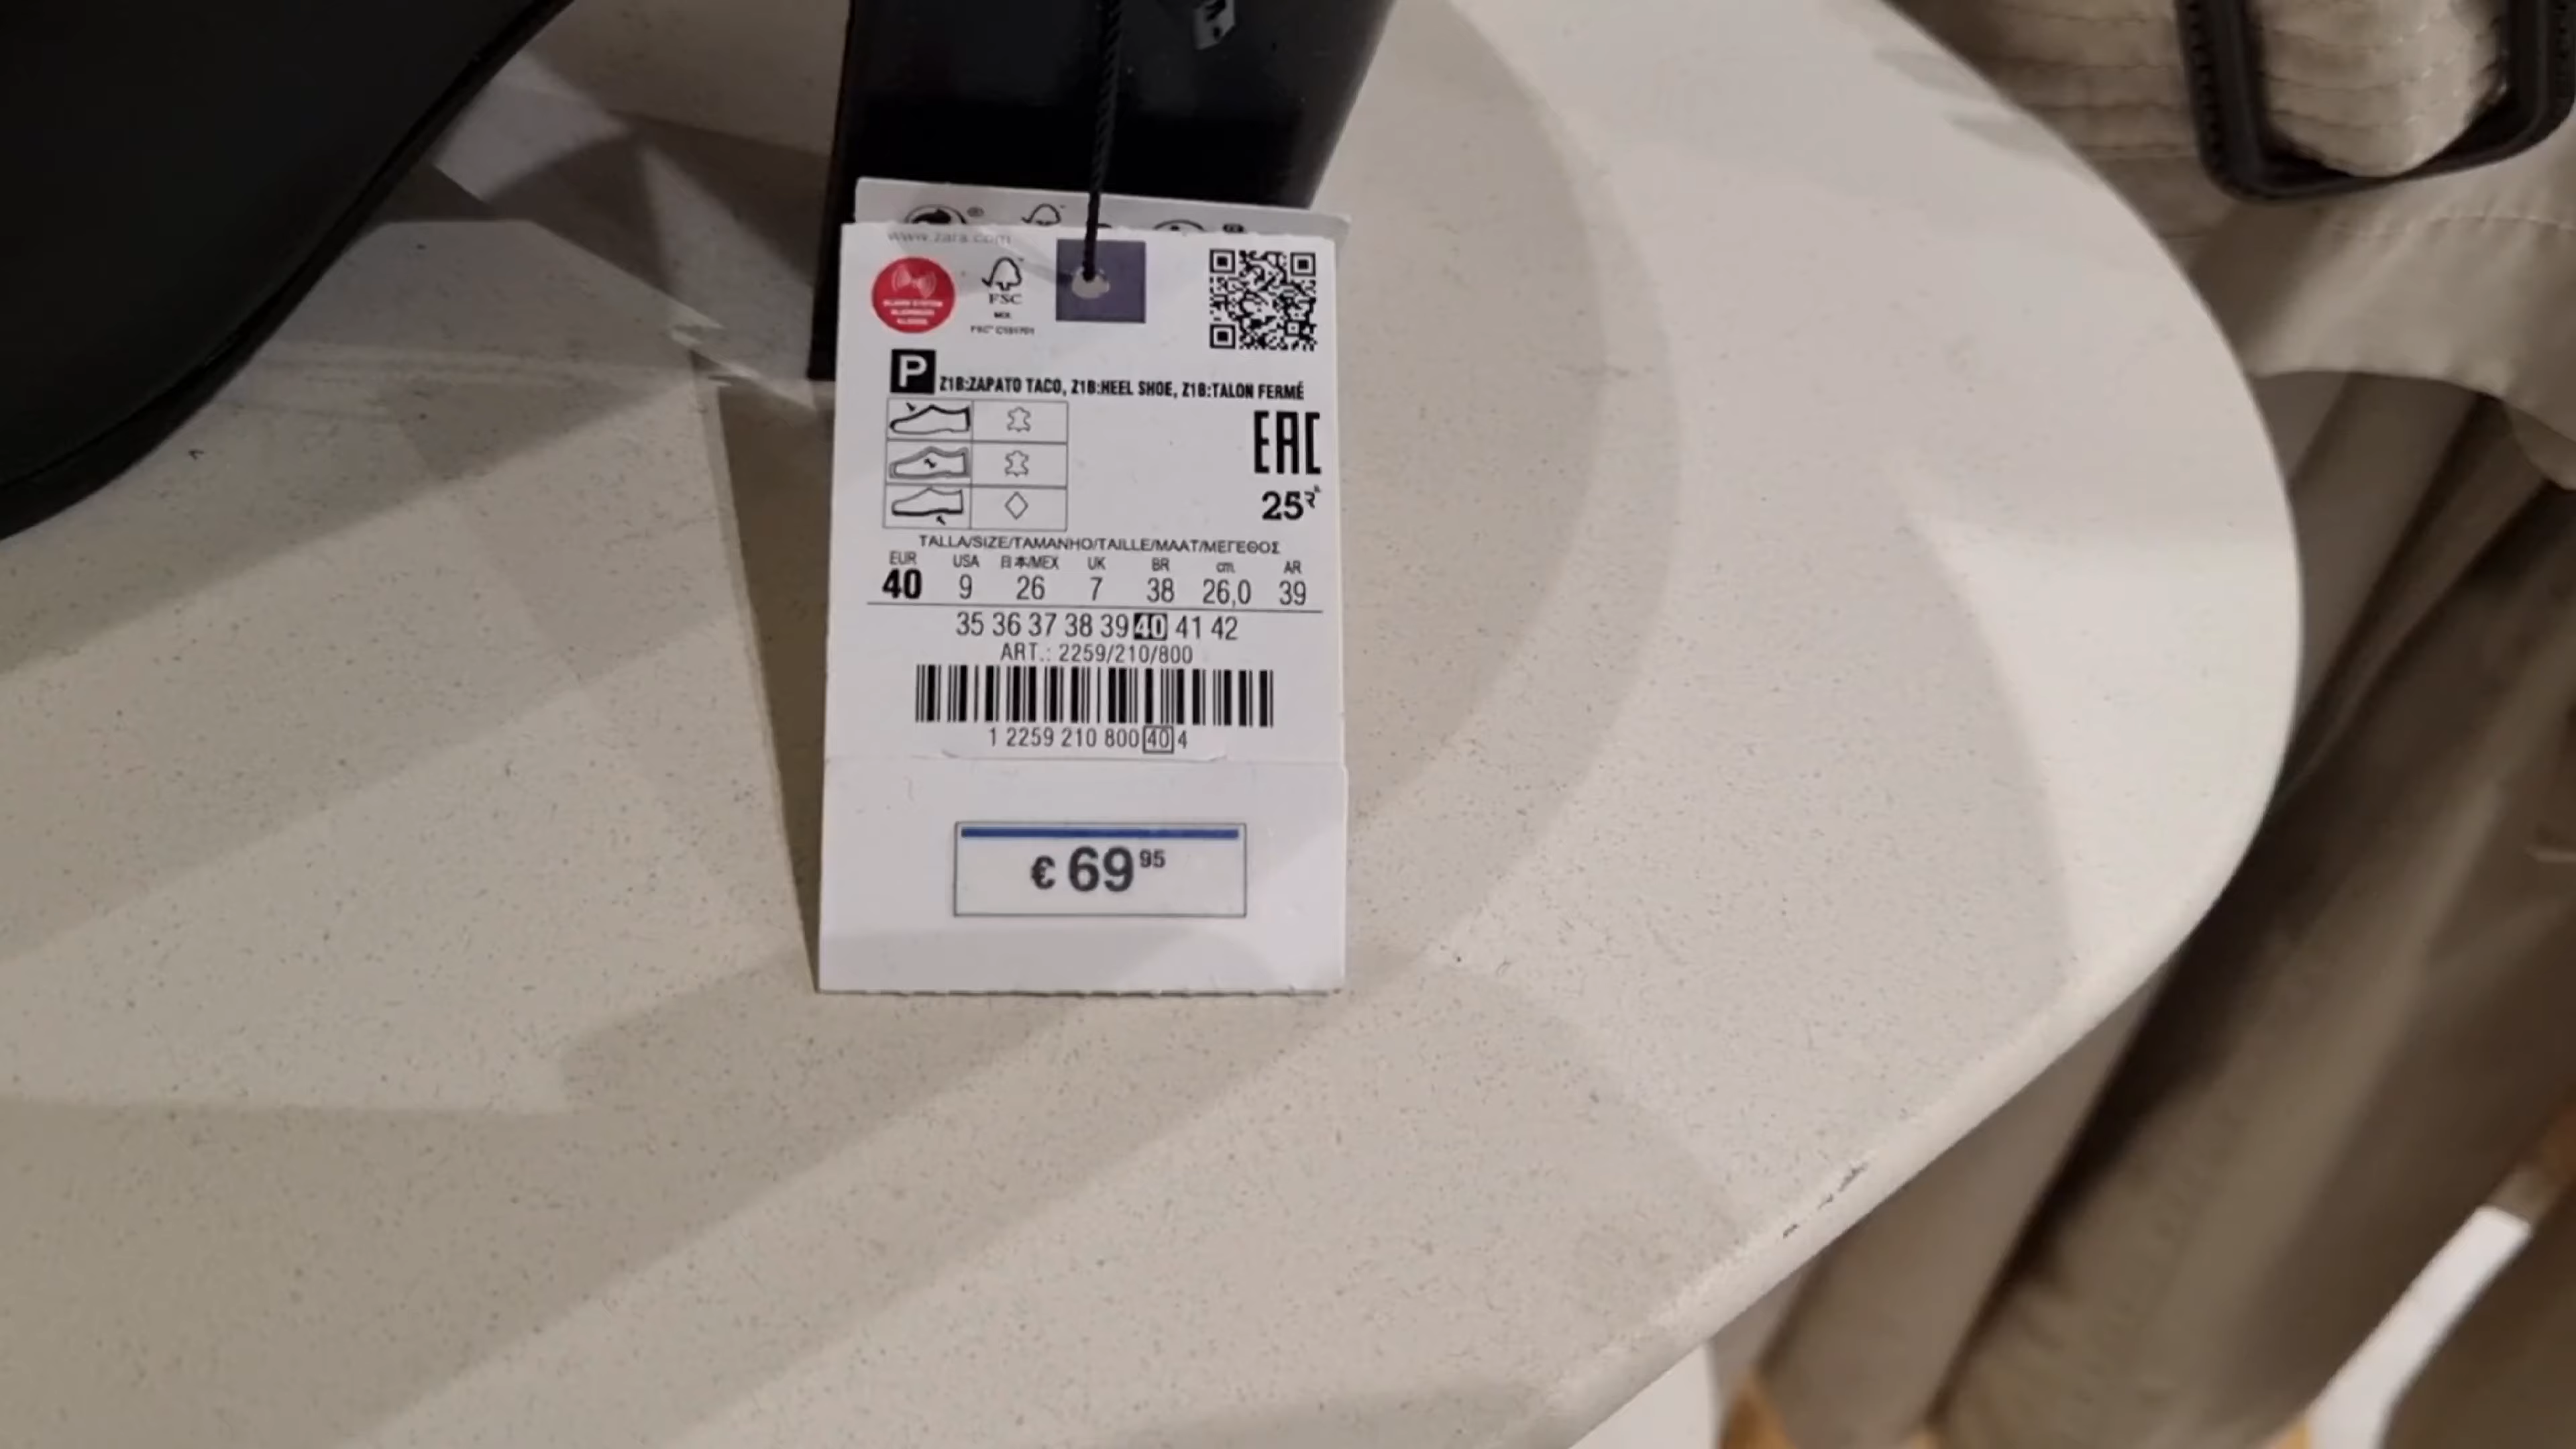 www.zara.com
FSC
MIX
FSC® C151701
P Z1B:ZAPATO TACO, Z1B:HEEL SHOE, Z1B:TALON FERMÉ
EAC
25
TALLA/SIZE/TAMANHO/TAILLE/MAAT/ΜΕΓΕΘΟΣ
EUR USA 日本/MEX UK BR cm. AR
40 9 26 7 38 26,0 39
35 36 37 38 39 40 41 42
ART.: 2259/210/800
1 2259 210 800 40 4
€ 69 95